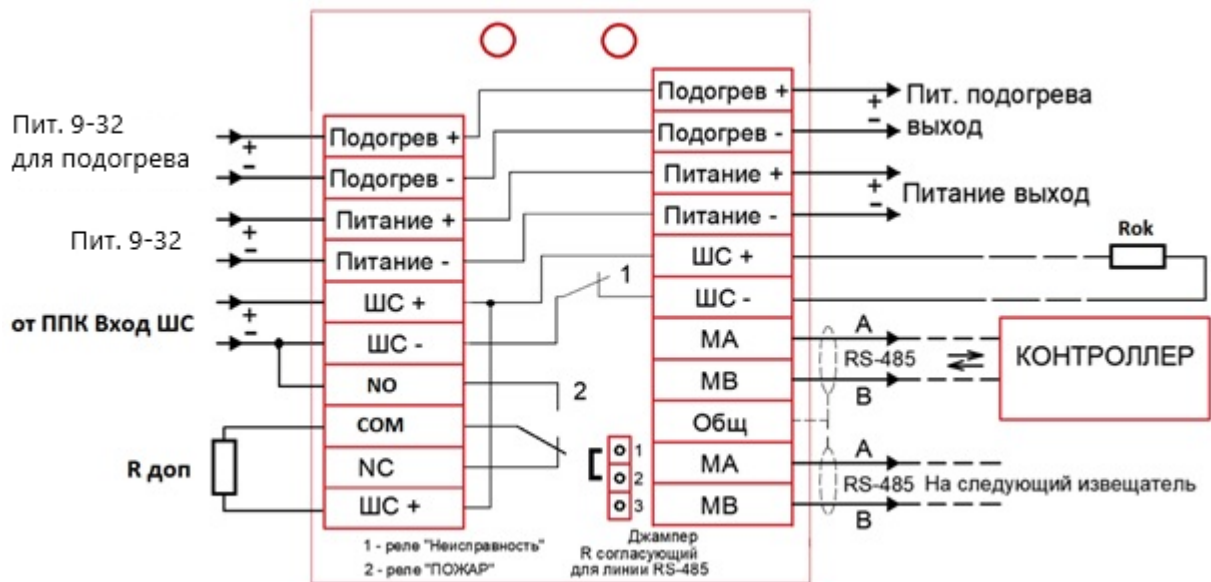 Пит. 9-32
для подогрева
Пит. 9-32
от ППК Вход ШС
R доп
+
-
+
-
+
-
Подогрев +
Подогрев -
Питание +
Питание -
ШС +
ШС -
NO
COM
NC
ШС +
1
2
1 - реле "Неисправность"
2 - реле "ПОЖАР"
1
2
3
Джампер
R согласующий
для линии RS-485
Подогрев +
Подогрев -
Питание +
Питание -
ШС +
ШС -
МА
МВ
Общ
МА
МВ
+
-
Пит. подогрева
выход
+
-
Питание выход
Rok
A
RS-485
B
КОНТРОЛЛЕР
A
RS-485 На следующий извещатель
B